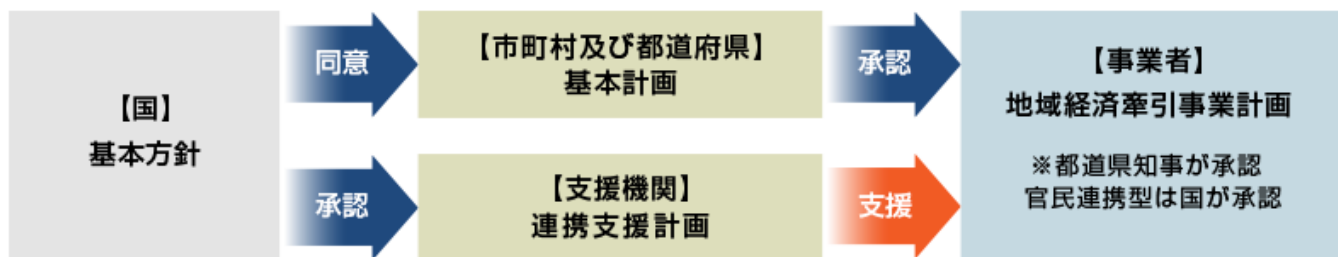 【国】
基本方針
同意
【市町村及び都道府県】
基本計画
承認
承認
【支援機関】
連携支援計画
支援
【事業者】
地域経済牽引事業計画
※都道県知事が承認
官民連携型は国が承認